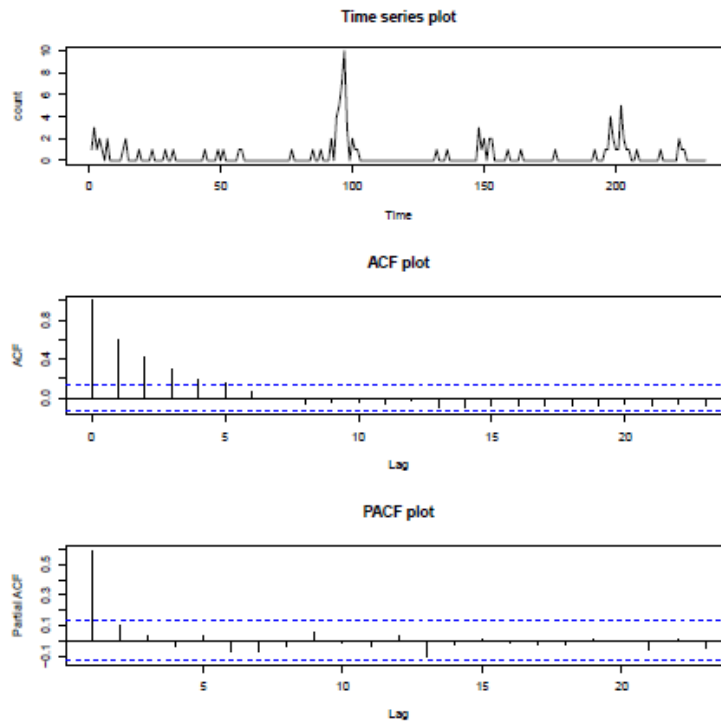 Time series plot
count
0 2 4 6 8 10
0 50 100 150 200
Time
ACF plot
ACF
0.0 0.4 0.8
0 5 10 15 20
Lag
PACF plot
Partial ACF
-0.1 0.1 0.3 0.5
5 10 15 20
Lag